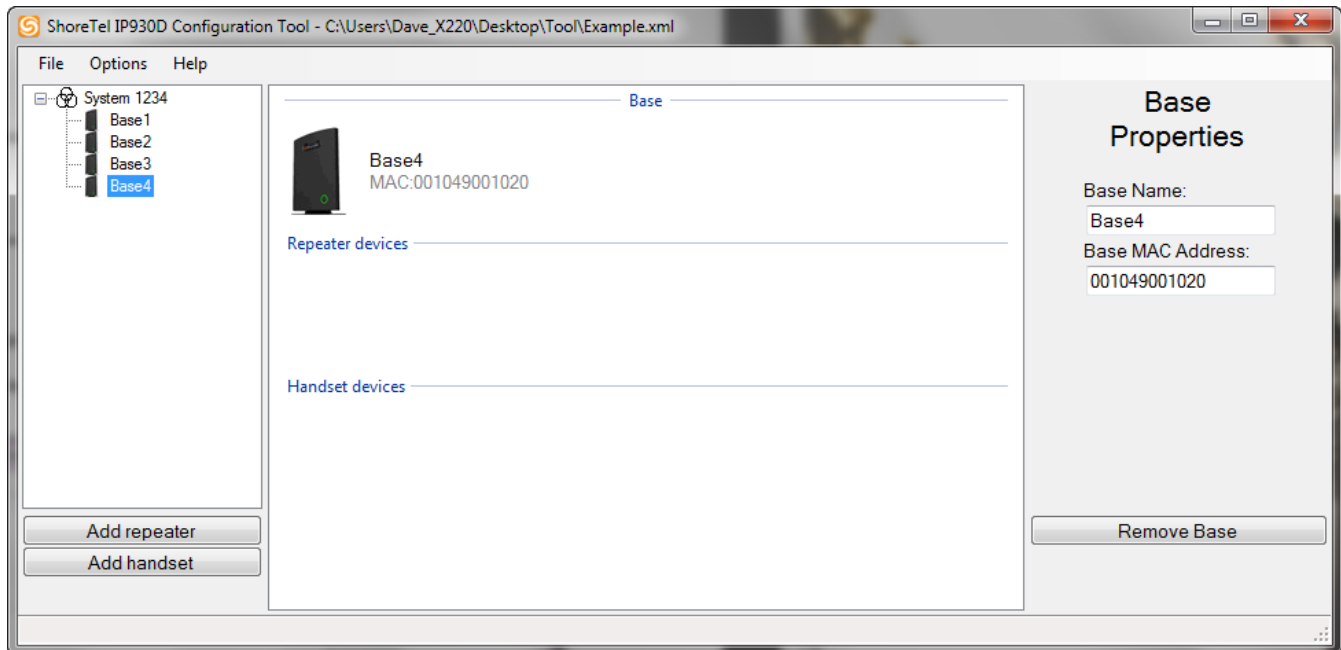 ShoreTel IP930D Configuration Tool - C:\Users\Dave_X220\Desktop\Tool\Example.xml
File Options Help
System 1234
Base1
Base2
Base3
Base4
Add repeater
Add handset
Base
Base4
MAC:001049001020
Repeater devices
Handset devices
Base
Properties
Base Name:
Base4
Base MAC Address:
001049001020
Remove Base